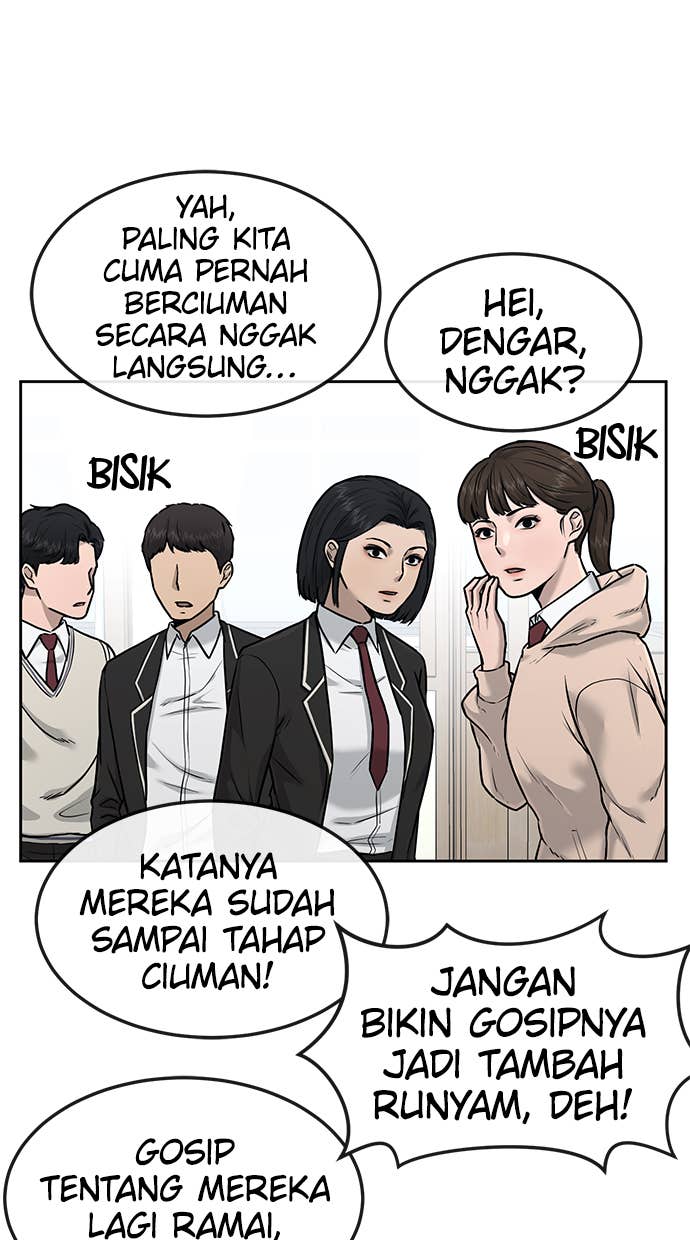 YAH,
PALING KITA
CUMA PERNAH
BERCIUMAN
SECARA NGGAK
LANGSUNG...
HEI,
DENGAR,
NGGAK?
BISIK
BISIK
KATANYA
MEREKA SUDAH
SAMPAI TAHAP
CIUMAN!
JANGAN
BIKIN GOSIPNYA
JADI TAMBAH
RUNYAM, DEH!
GOSIP
TENTANG MEREKA
LAGI RAMAI,